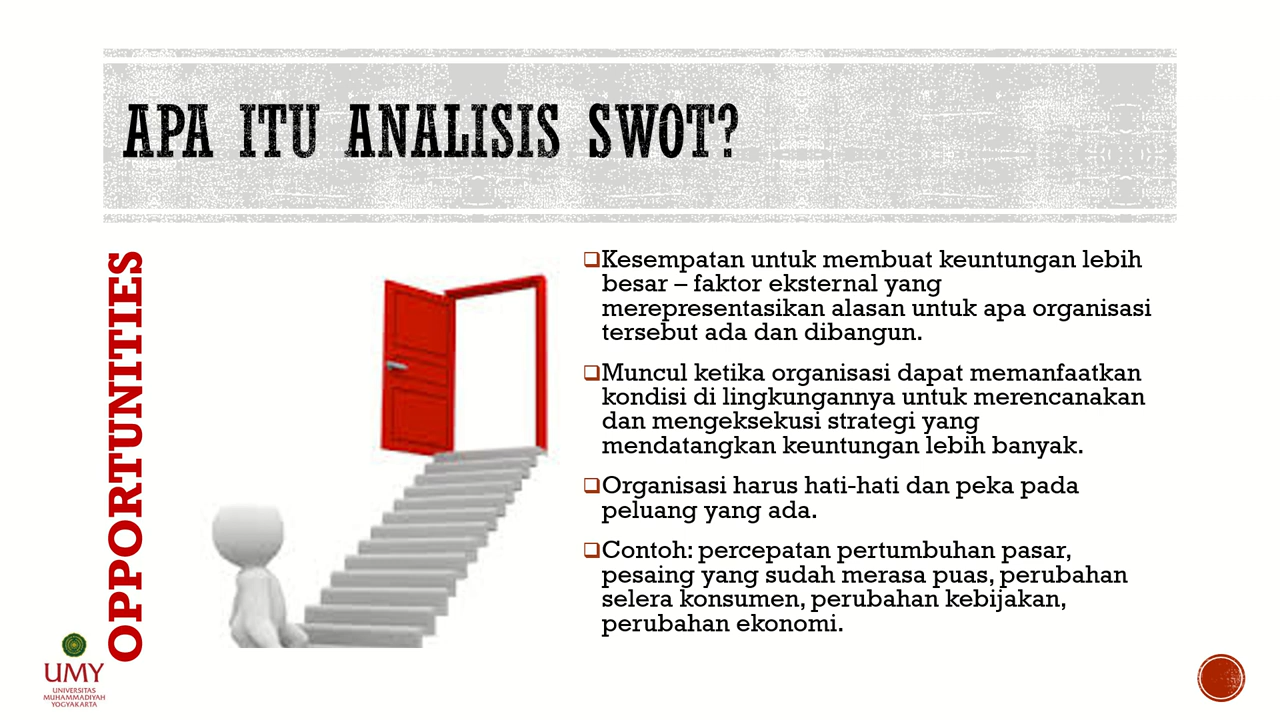 APA ITU ANALISIS SWOT?
OPPORTUNITIES
Kesempatan untuk membuat keuntungan lebih
besar – faktor eksternal yang
merepresentasikan alasan untuk apa organisasi
tersebut ada dan dibangun.
Muncul ketika organisasi dapat memanfaatkan
kondisi di lingkungannya untuk merencanakan
dan mengeksekusi strategi yang
mendatangkan keuntungan lebih banyak.
Organisasi harus hati-hati dan peka pada
peluang yang ada.
Contoh: percepatan pertumbuhan pasar,
pesaing yang sudah merasa puas, perubahan
selera konsumen, perubahan kebijakan,
perubahan ekonomi.
UMY
UNIVERSITAS
MUHAMMADIYAH
YOGYAKARTA